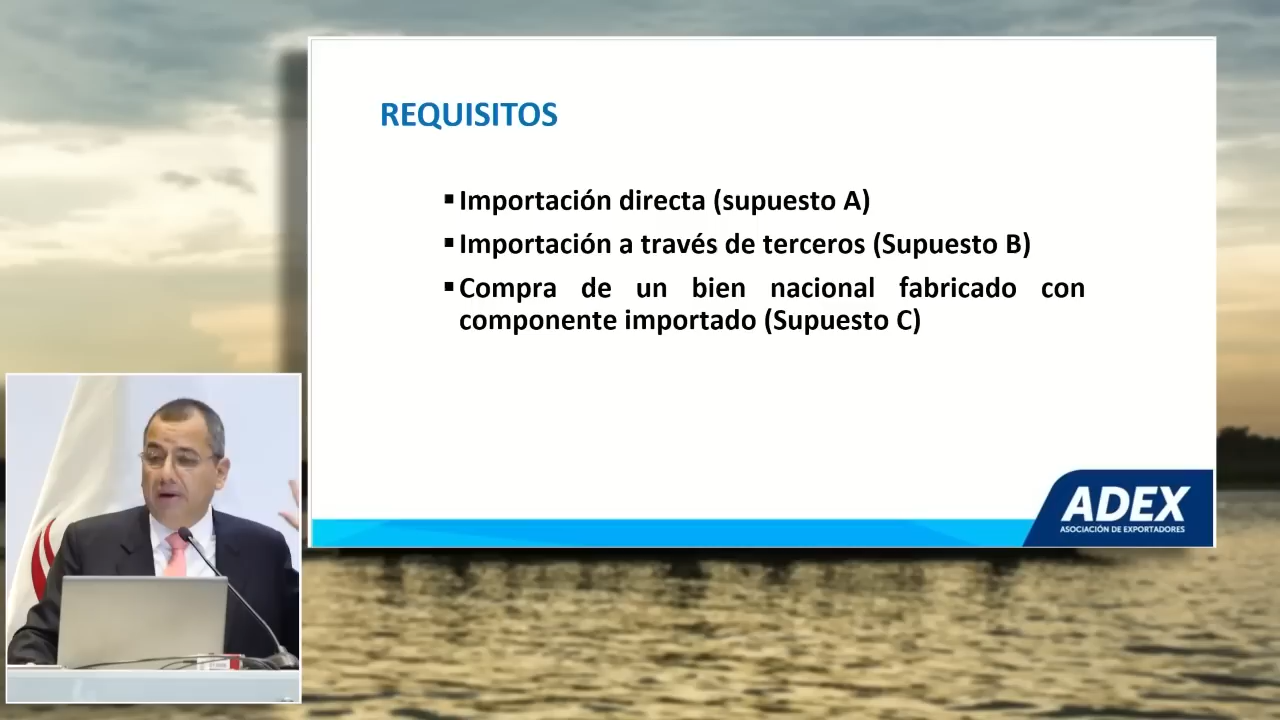 REQUISITOS
▪Importación directa (supuesto A)
▪Importación a través de terceros (Supuesto B)
▪Compra de un bien nacional fabricado con
componente importado (Supuesto C)
ADEX
ASOCIACIÓN DE EXPORTADORES